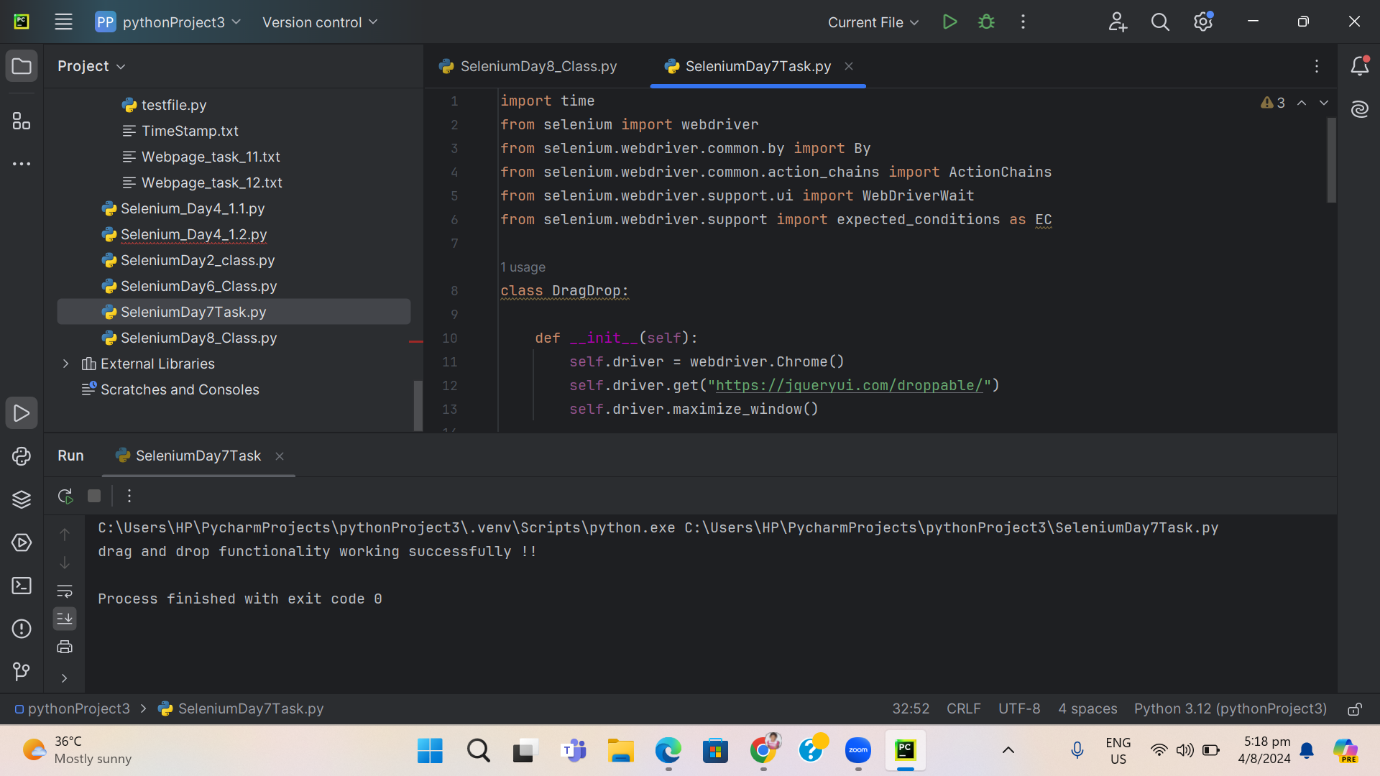 PC
PP pythonProject3
Version control
Current File
Project
SeleniumDay8_Class.py
SeleniumDay7Task.py
testfile.py
TimeStamp.txt
Webpage_task_11.txt
Webpage_task_12.txt
Selenium_Day4_1.1.py
Selenium_Day4_1.2.py
SeleniumDay2_class.py
SeleniumDay6_Class.py
SeleniumDay7Task.py
SeleniumDay8_Class.py
External Libraries
Scratches and Consoles
3
1 import time
2 from selenium import webdriver
3 from selenium.webdriver.common.by import By
4 from selenium.webdriver.common.action_chains import ActionChains
5 from selenium.webdriver.support.ui import WebDriverWait
6 from selenium.webdriver.support import expected_conditions as EC
7
1 usage
8 class DragDrop:
9
10 def __init__(self):
11 self.driver = webdriver.Chrome()
12 self.driver.get("https://jqueryui.com/droppable/")
13 self.driver.maximize_window()
Run
SeleniumDay7Task
C:\Users\HP\PycharmProjects\pythonProject3\.venv\Scripts\python.exe C:\Users\HP\PycharmProjects\pythonProject3\SeleniumDay7Task.py
drag and drop functionality working successfully !!
Process finished with exit code 0
pythonProject3 > SeleniumDay7Task.py
32:52 CRLF UTF-8 4 spaces Python 3.12 (pythonProject3)
36°C
Mostly sunny
zoom
PC
ENG
US
5:18 pm
4/8/2024
PRE